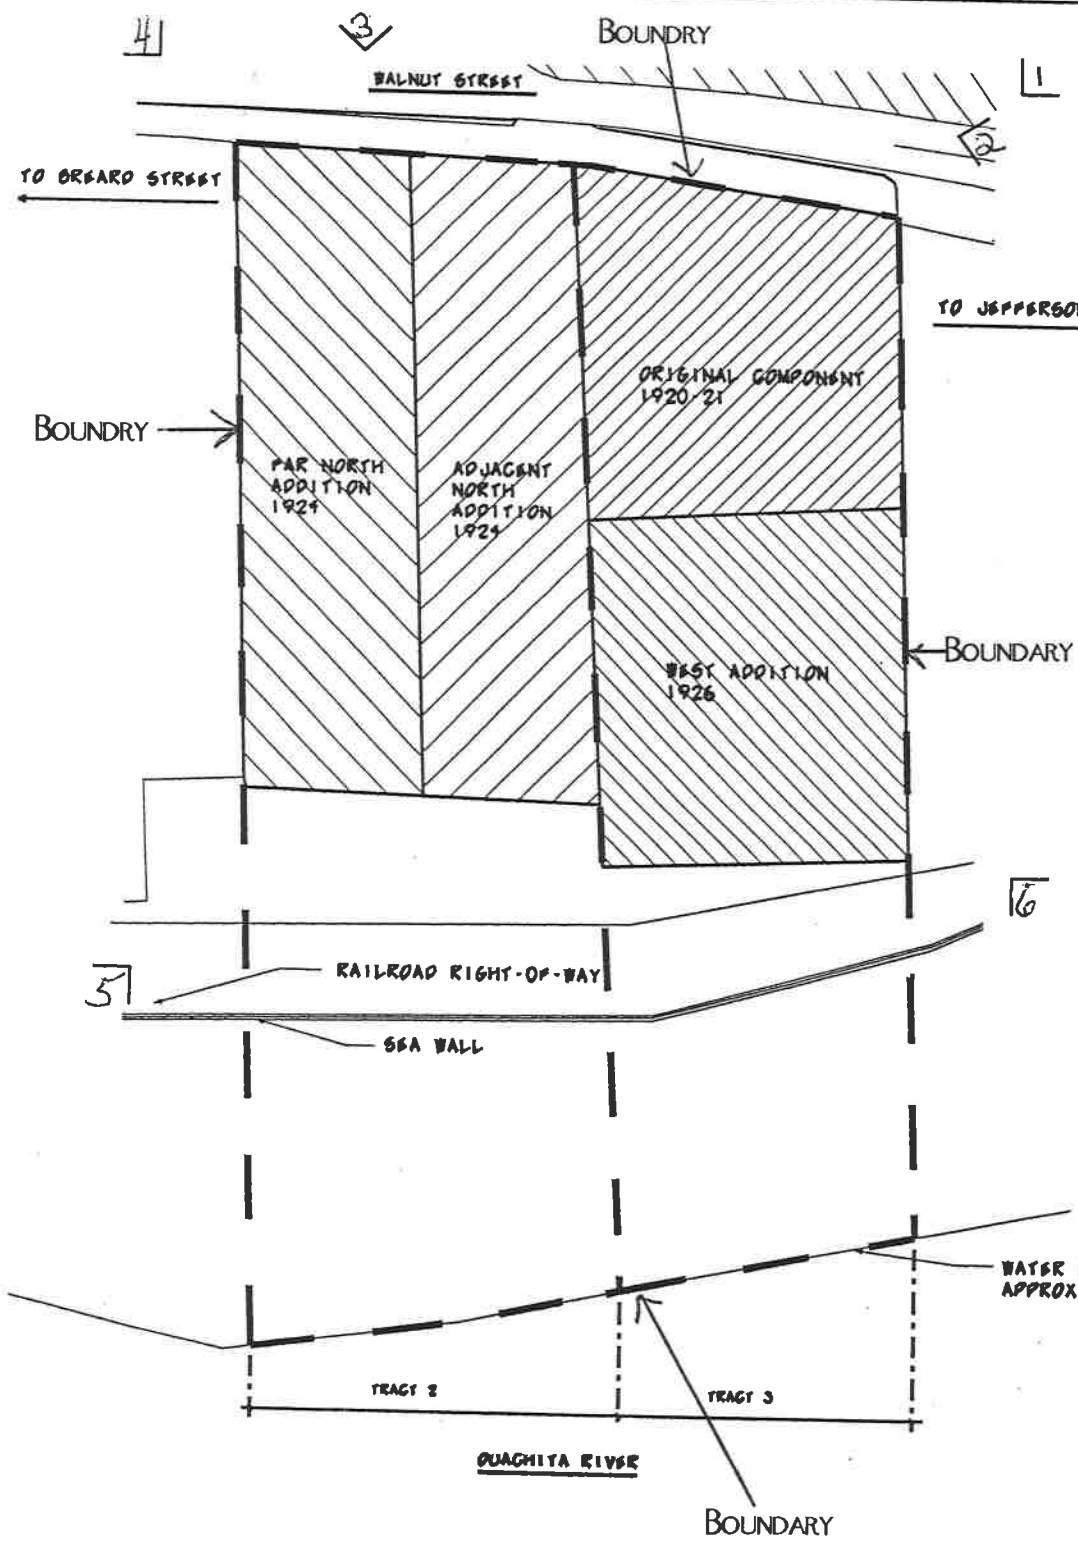 4
3
BOUNDRY
WALNUT STREET
1
2
TO BREARD STREET
TO JEFFERSON
ORIGINAL COMPONENT
1920-21
BOUNDRY
FAR NORTH
ADDITION
1924
ADJACENT
NORTH
ADDITION
1924
BOUNDARY
WEST ADDITION
1926
6
5
RAILROAD RIGHT-OF-WAY
SEA WALL
WATER
APPROX
TRACT 2
TRACT 3
OUACHITA RIVER
BOUNDARY